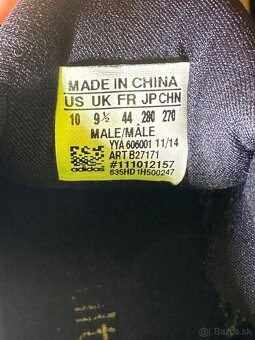 MADE IN CHINA
US UK FR JP CHN
10 9½ 44 280 270
MALE/MÂLE
YYA 606001 11/14
ART B27171
#111012157
635HD1H500247
adidas
bazos.sk